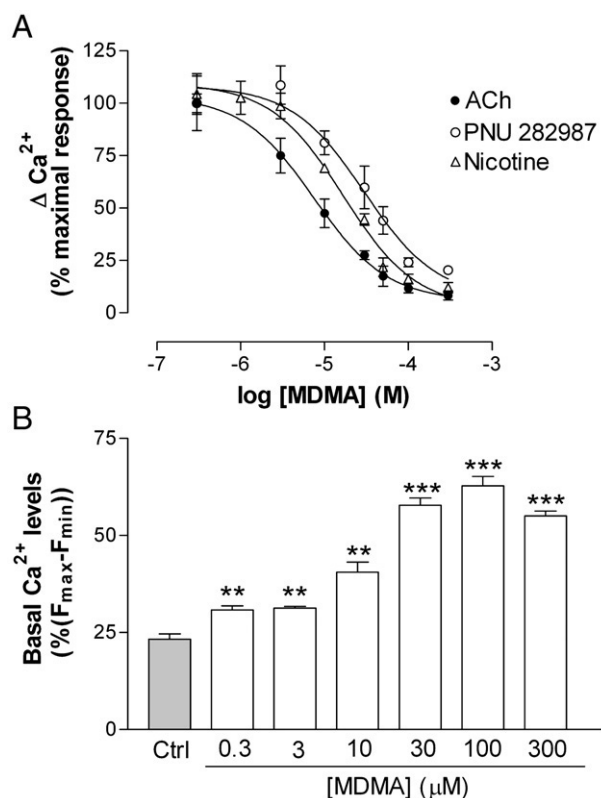 A
Δ Ca²⁺
(% maximal response)
125
100
75
50
25
0
ACh
PNU 282987
Nicotine
-7 -6 -5 -4 -3
log [MDMA] (M)
B
Basal Ca²⁺ levels
(%(Fmax-Fmin))
75
50
25
0
** ** ** *** *** ***
Ctrl 0.3 3 10 30 100 300
[MDMA] (μM)